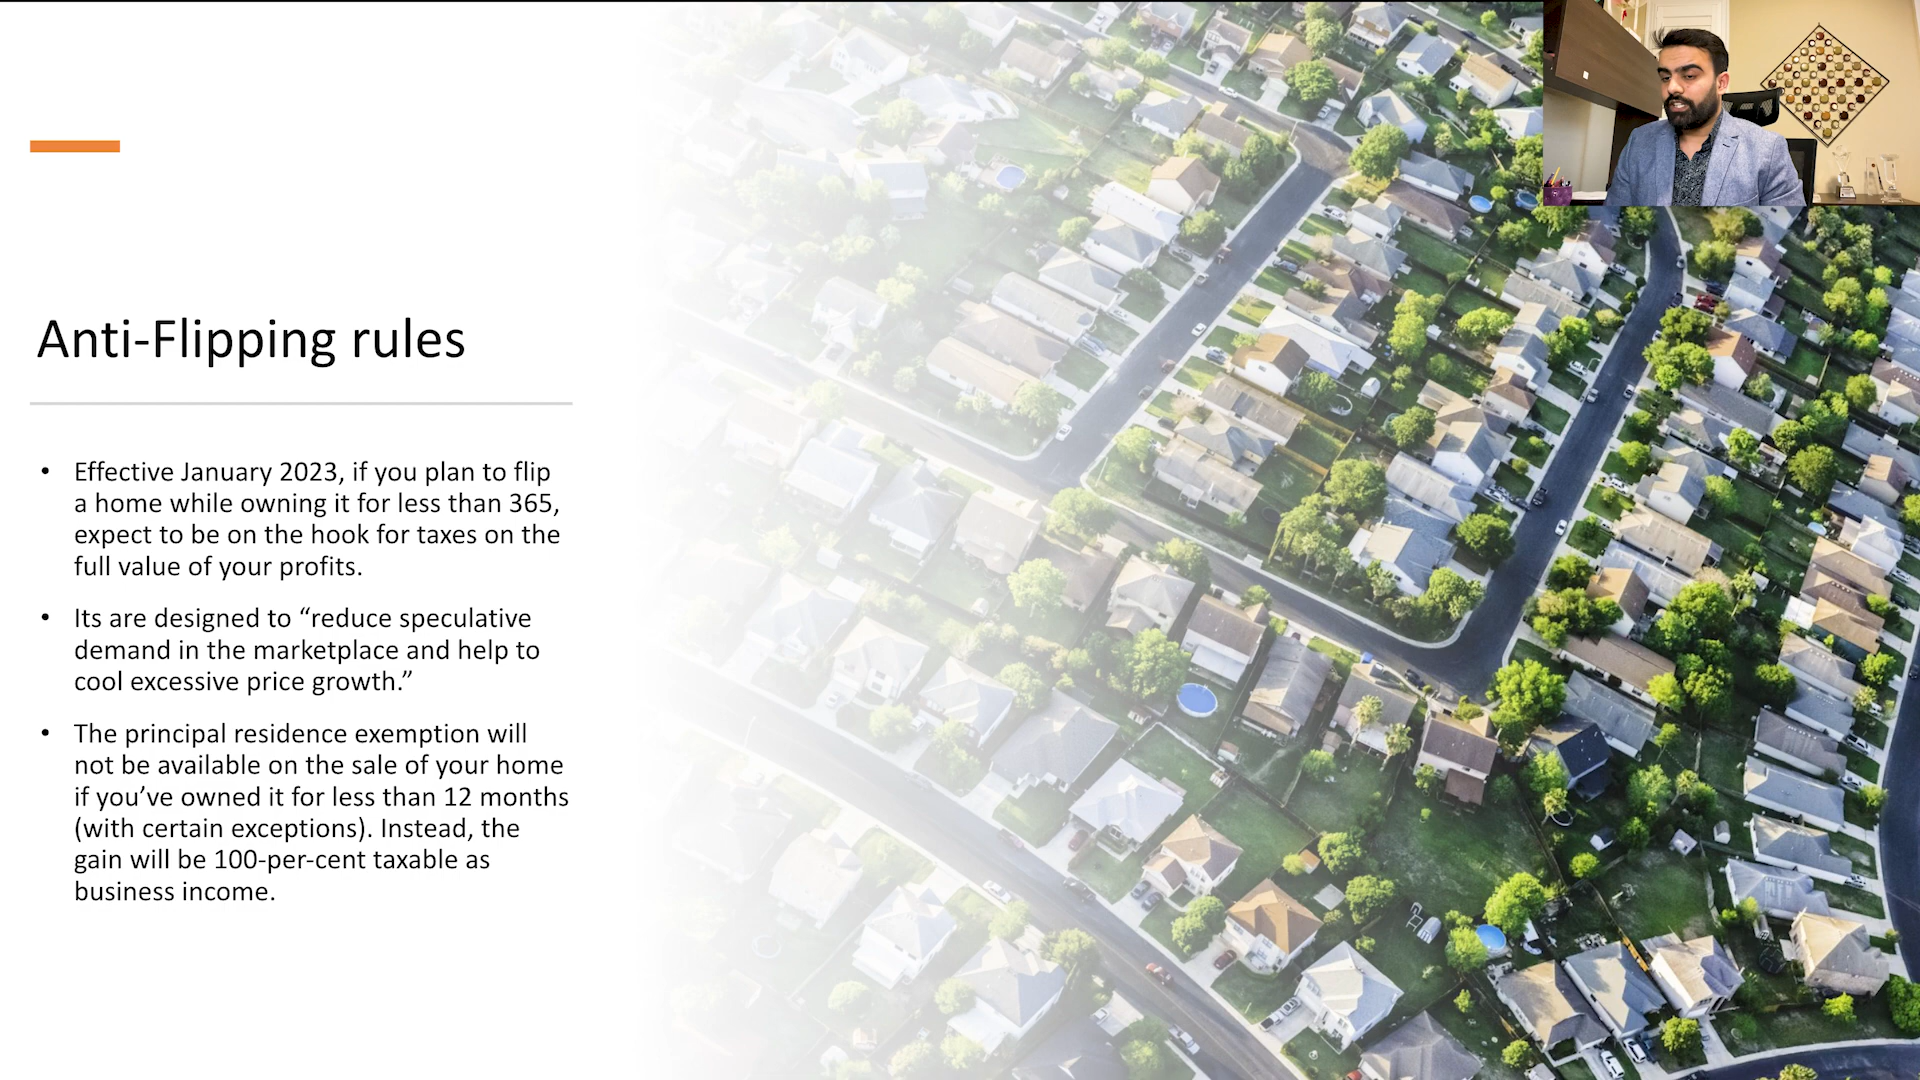 Anti-Flipping rules
• Effective January 2023, if you plan to flip
a home while owning it for less than 365,
expect to be on the hook for taxes on the
full value of your profits.
• Its are designed to “reduce speculative
demand in the marketplace and help to
cool excessive price growth.”
• The principal residence exemption will
not be available on the sale of your home
if you’ve owned it for less than 12 months
(with certain exceptions). Instead, the
gain will be 100-per-cent taxable as
business income.